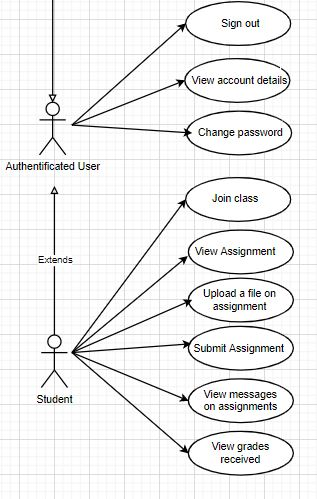 Sign out
View account details
Change password
Authentificated User
Join class
View Assignment
Extends
Upload a file on
assignment
Submit Assignment
Student
View messages
on assignments
View grades
received